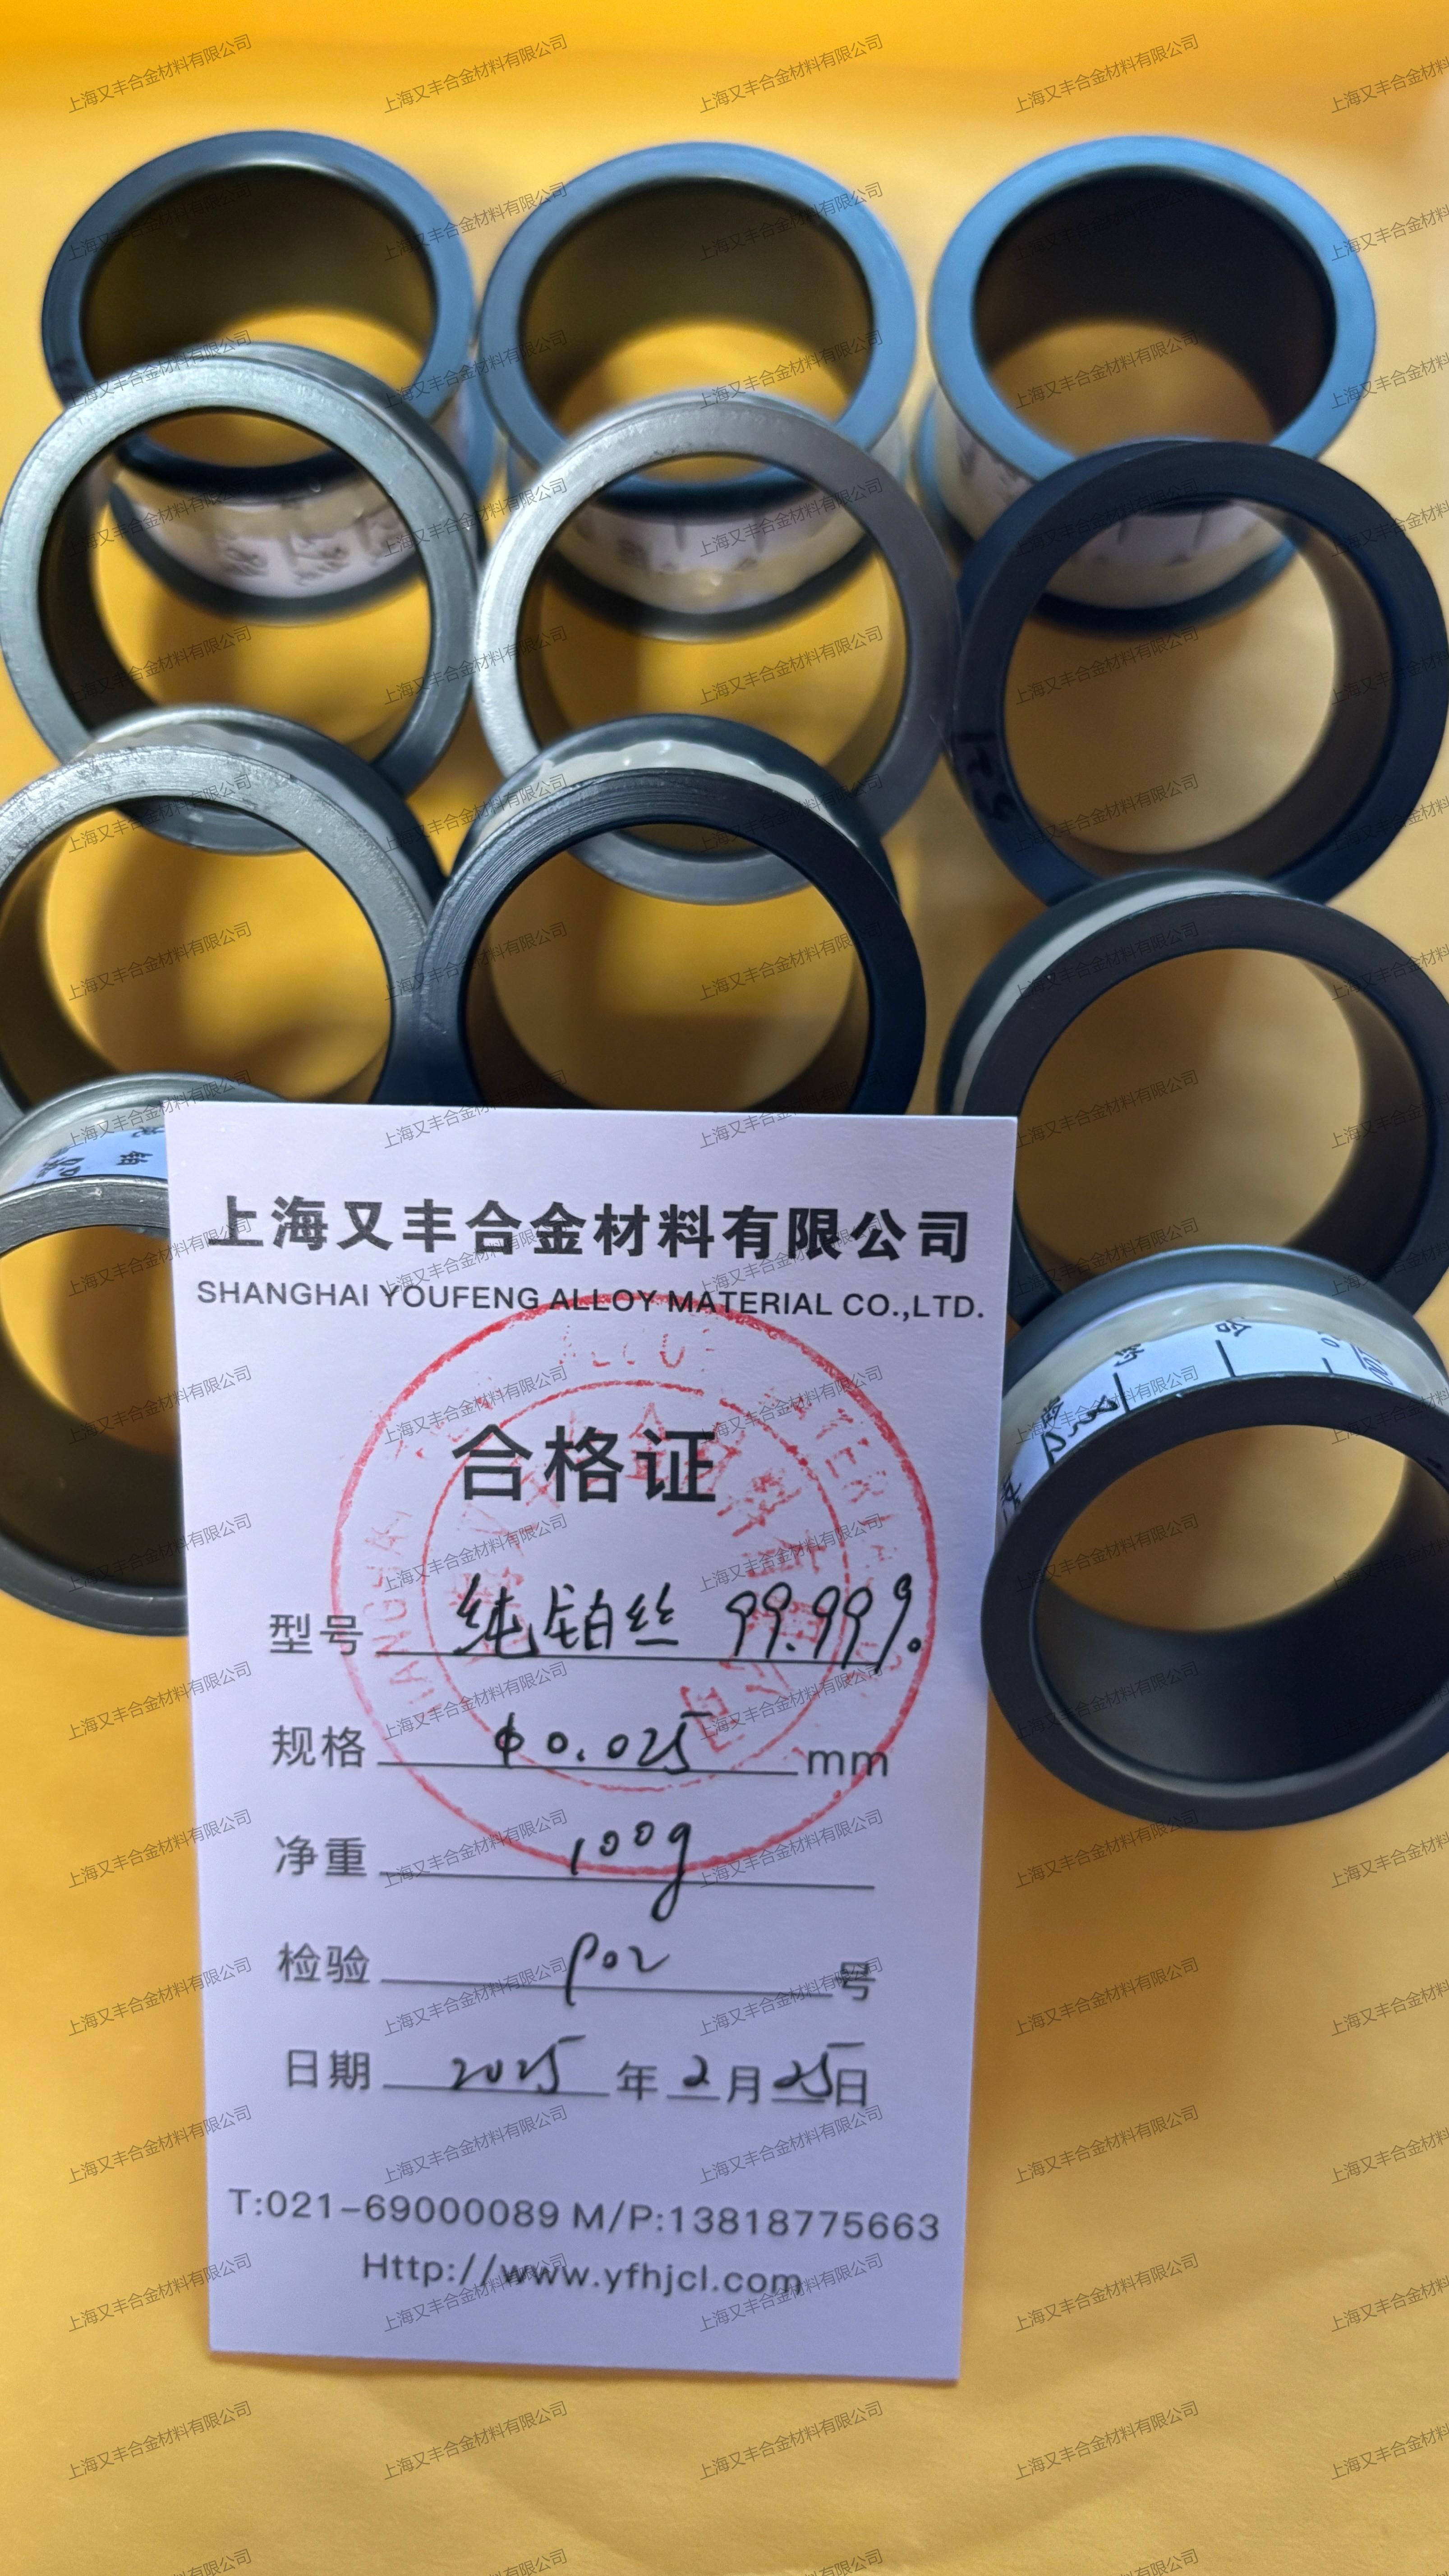 上海又丰合金材料有限公司
SHANGHAI YOUFENG ALLOY MATERIAL CO.,LTD.
合格证
型号 纯铂丝 99.99%
规格 φ0.025 mm
净重 100g
检验 P02 号
日期 2025 年 2 月 25 日
T:021-69000089 M/P:13818775663
Http://www.yfhjcl.com